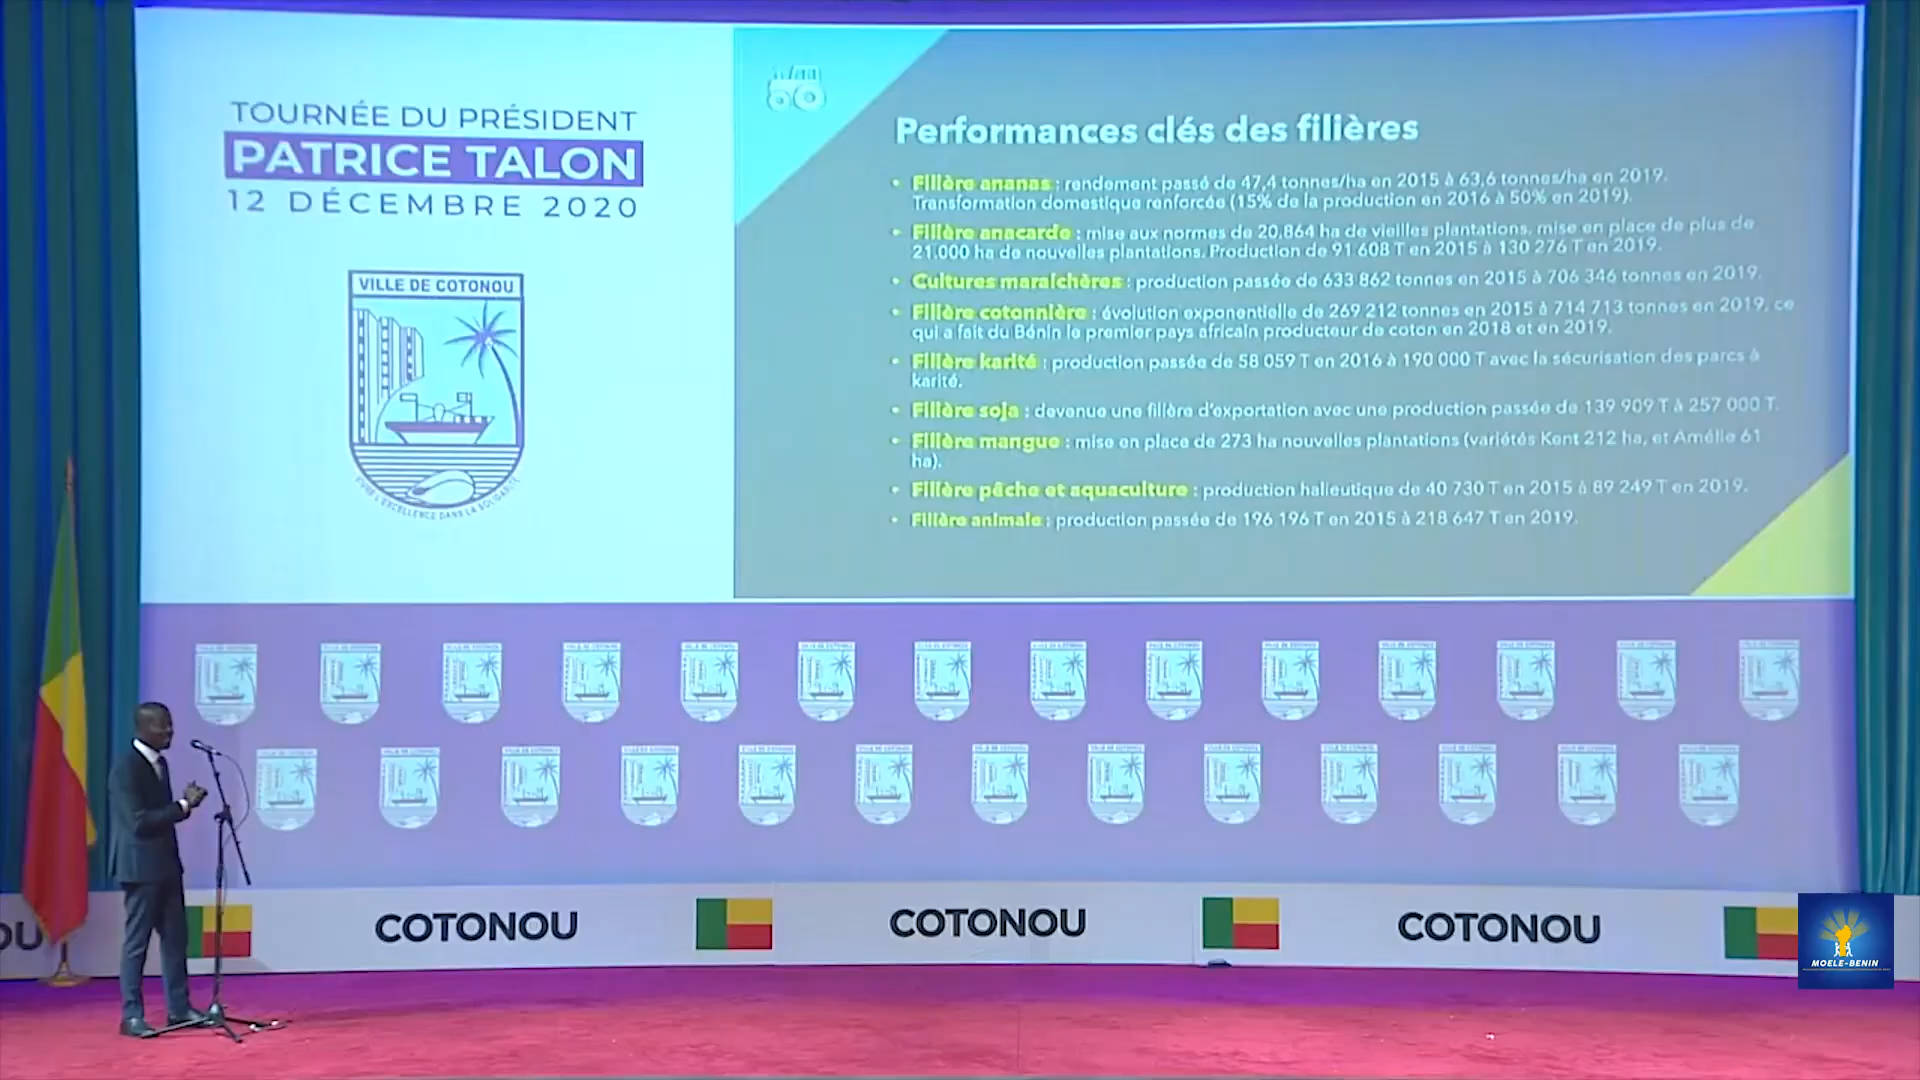 TOURNÉE DU PRÉSIDENT
PATRICE TALON
12 DÉCEMBRE 2020
VILLE DE COTONOU
VIVRE L'EXCELLENCE DANS LA SOLIDARITÉ
Performances clés des filières
• Filière ananas : rendement passé de 47,4 tonnes/ha en 2015 à 63,6 tonnes/ha en 2019.
Transformation domestique renforcée (15% de la production en 2016 à 50% en 2019).
• Filière anacarde : mise aux normes de 20.864 ha de vieilles plantations, mise en place de plus de
21.000 ha de nouvelles plantations. Production de 91 608 T en 2015 à 130 276 T en 2019.
• Cultures maraîchères : production passée de 633 862 tonnes en 2015 à 706 346 tonnes en 2019.
• Filière cotonnière : évolution exponentielle de 269 212 tonnes en 2015 à 714 713 tonnes en 2019, ce
qui a fait du Bénin le premier pays africain producteur de coton en 2018 et en 2019.
• Filière karité : production passée de 58 059 T en 2016 à 190 000 T avec la sécurisation des parcs à
karité.
• Filière soja : devenue une filière d'exportation avec une production passée de 139 909 T à 257 000 T.
• Filière mangue : mise en place de 273 ha nouvelles plantations (variétés Kent 212 ha, et Amélie 61
ha).
• Filière pêche et aquaculture : production halieutique de 40 730 T en 2015 à 89 249 T en 2019.
• Filière animale : production passée de 196 196 T en 2015 à 218 647 T en 2019.
OU
COTONOU
COTONOU
COTONOU
MOELE-BENIN